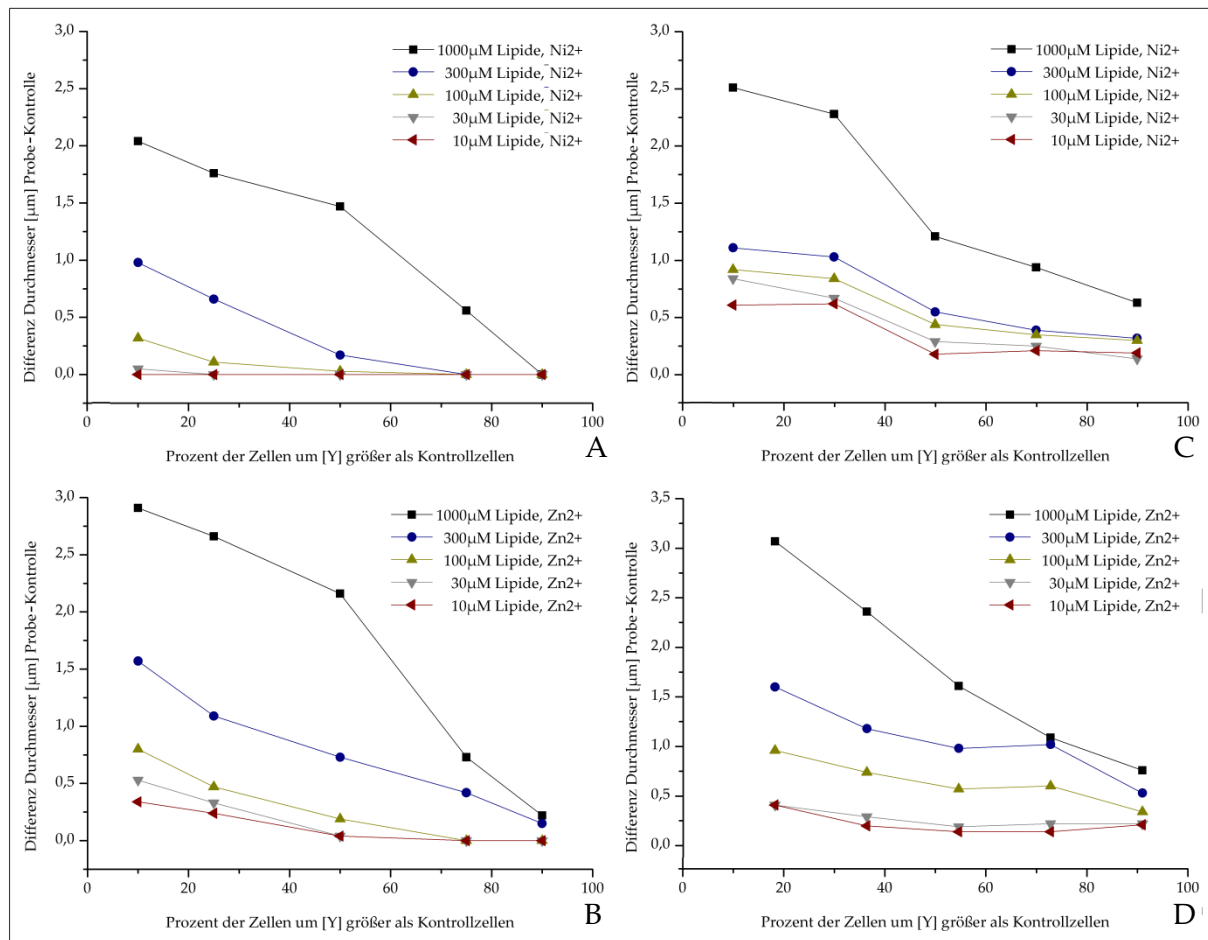 3,0
2,5
2,0
1,5
1,0
0,5
0,0
Differenz Durchmesser [µm] Probe-Kontrolle
1000µM Lipide, Ni2+
300µM Lipide, Ni2+
100µM Lipide, Ni2+
30µM Lipide, Ni2+
10µM Lipide, Ni2+
0 20 40 60 80 100
Prozent der Zellen um [Y] größer als Kontrollzellen
A
3,0
2,5
2,0
1,5
1,0
0,5
0,0
Differenz Durchmesser [µm] Probe-Kontrolle
1000µM Lipide, Ni2+
300µM Lipide, Ni2+
100µM Lipide, Ni2+
30µM Lipide, Ni2+
10µM Lipide, Ni2+
0 20 40 60 80 100
Prozent der Zellen um [Y] größer als Kontrollzellen
C
3,0
2,5
2,0
1,5
1,0
0,5
0,0
Differenz Durchmesser [µm] Probe-Kontrolle
1000µM Lipide, Zn2+
300µM Lipide, Zn2+
100µM Lipide, Zn2+
30µM Lipide, Zn2+
10µM Lipide, Zn2+
0 20 40 60 80 100
Prozent der Zellen um [Y] größer als Kontrollzellen
B
3,5
3,0
2,5
2,0
1,5
1,0
0,5
0,0
Differenz Durchmesser [µm] Probe-Kontrolle
1000µM Lipide, Zn2+
300µM Lipide, Zn2+
100µM Lipide, Zn2+
30µM Lipide, Zn2+
10µM Lipide, Zn2+
0 20 40 60 80 100
Prozent der Zellen um [Y] größer als Kontrollzellen
D